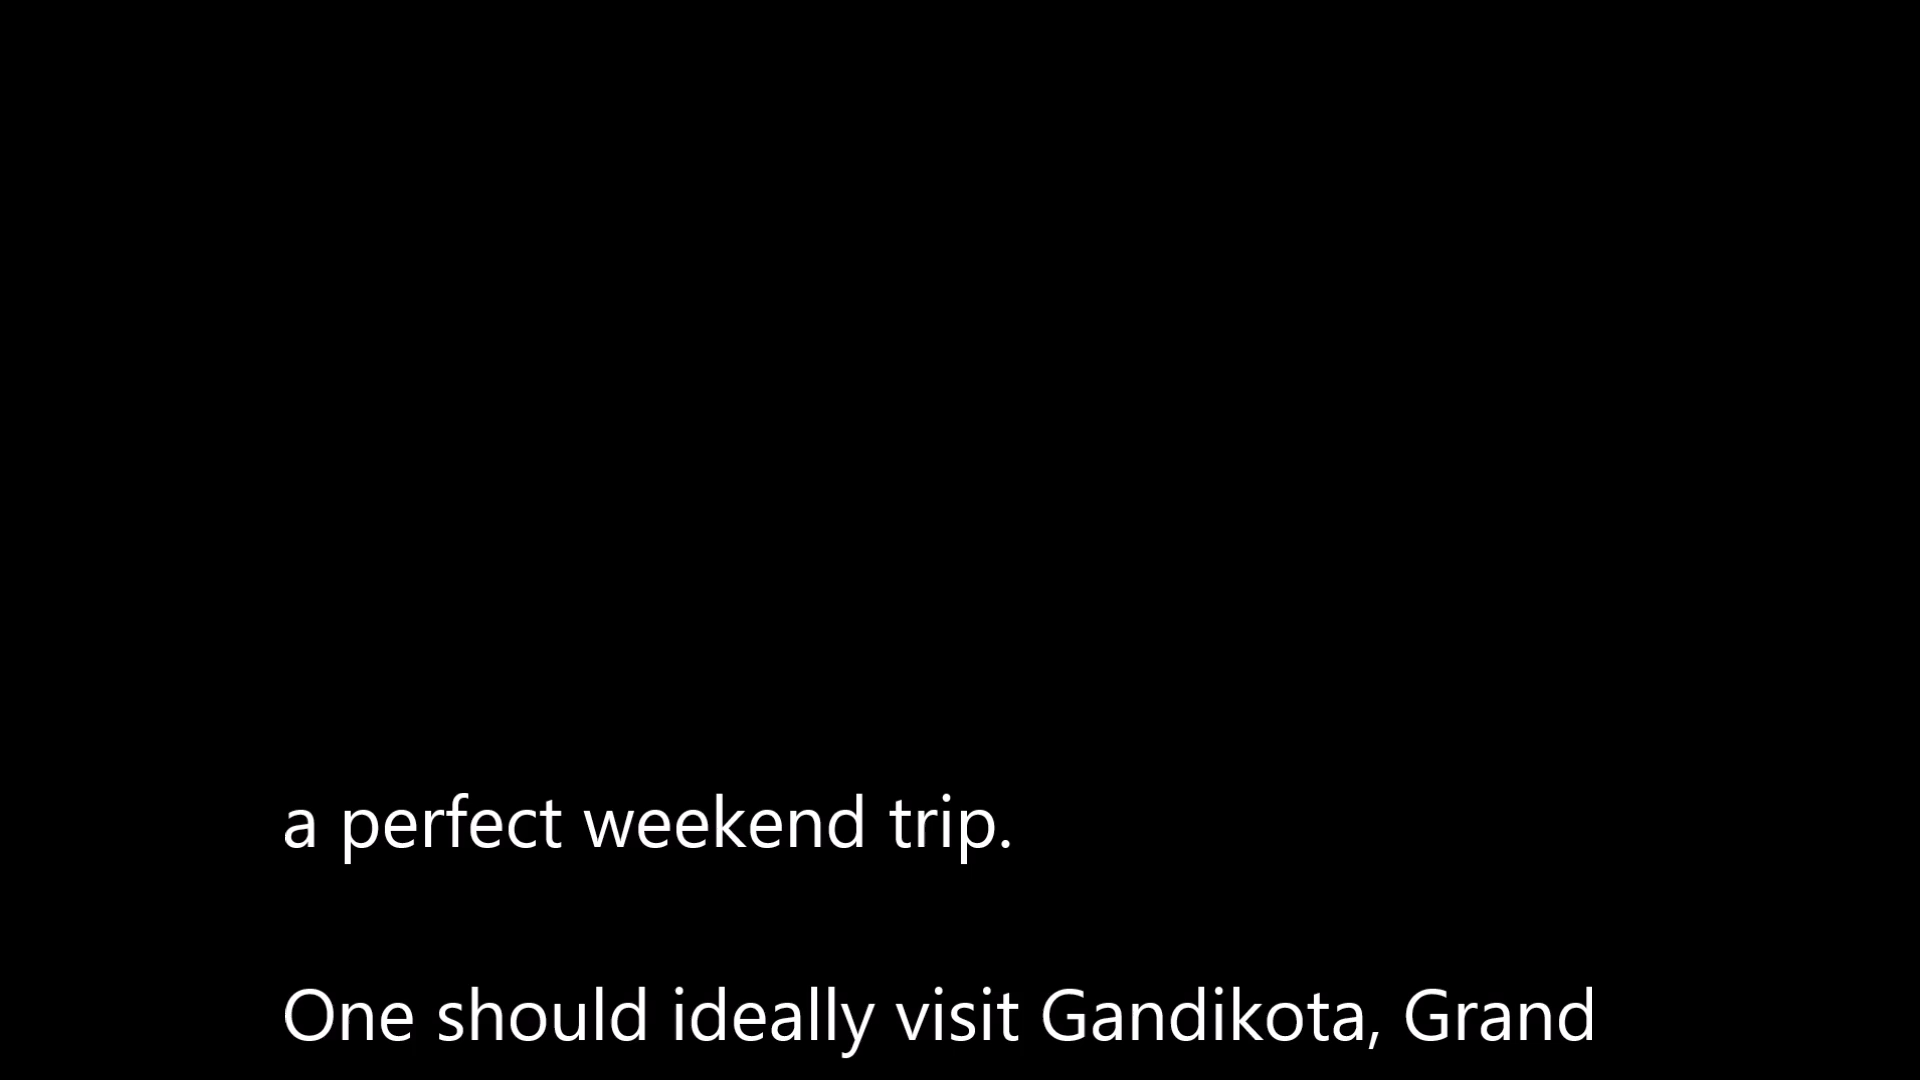 a perfect weekend trip.
One should ideally visit Gandikota, Grand